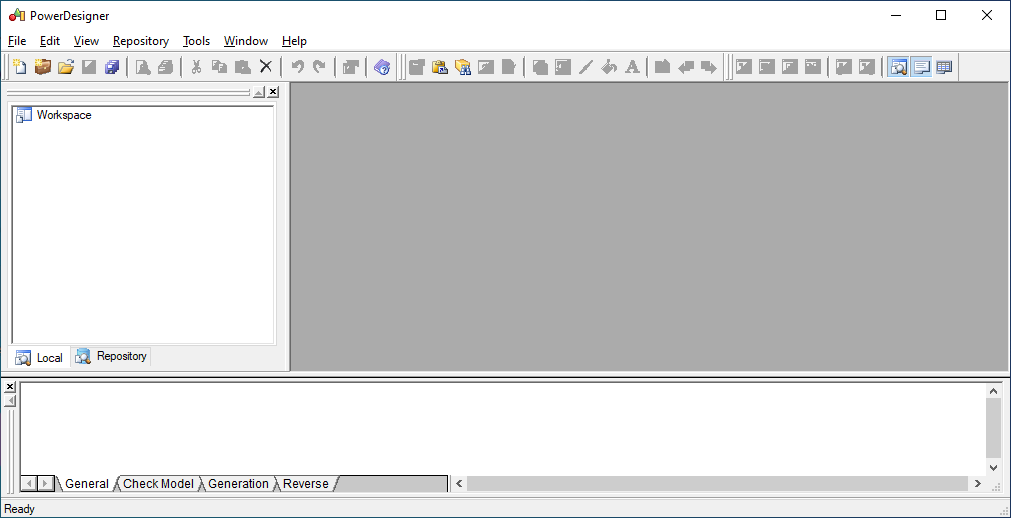 PowerDesigner
File Edit View Repository Tools Window Help
Workspace
Local Repository
General Check Model Generation Reverse
Ready